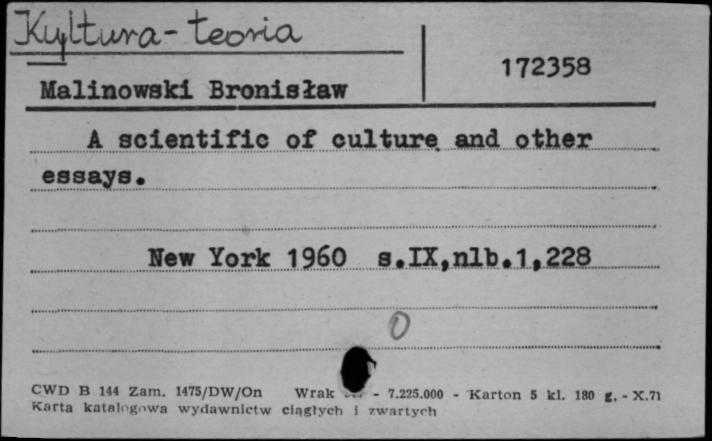 Kultura - teoria
172358
Malinowski Bronisław
A scientific of culture and other
essays.
New York 1960 s.IX,nlb.1,228
0
CWD B 144 Zam. 1475/DW/On Wrak - 7.225.000 - Karton 5 kl. 180 g. - X.71
Karta katalogowa wydawnictw ciągłych i zwartych